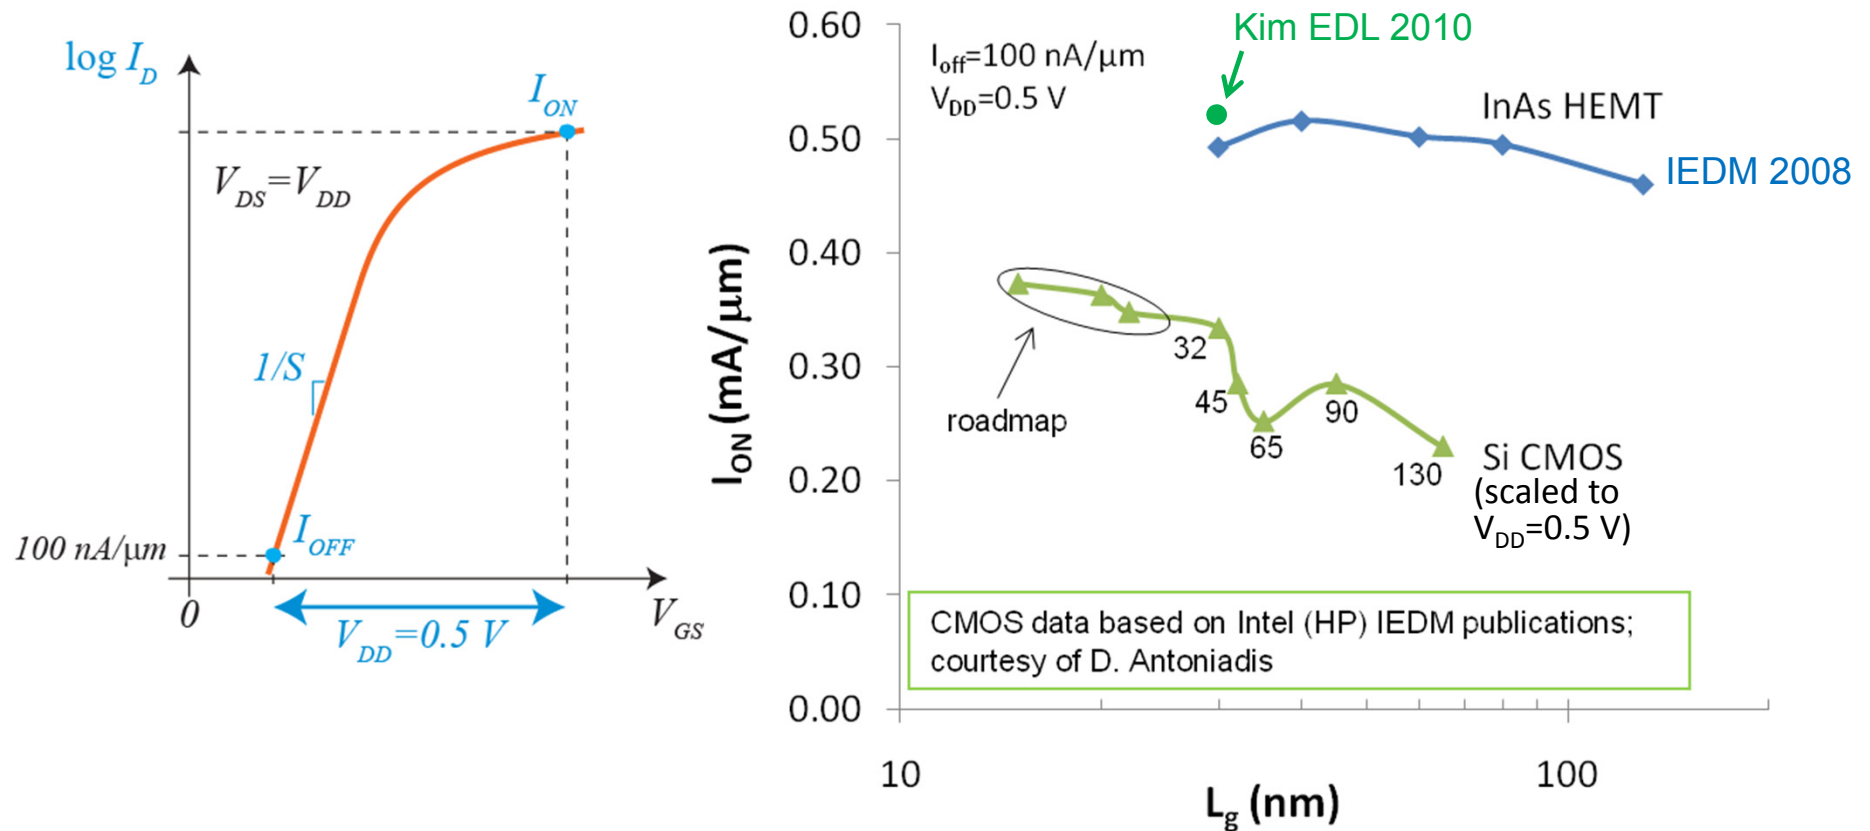 log I_D
I_ON
V_DS=V_DD
1/S
I_OFF
100 nA/μm
0
V_GS
V_DD=0.5 V
Kim EDL 2010
I_off=100 nA/μm
V_DD=0.5 V
InAs HEMT
IEDM 2008
I_ON (mA/μm)
0.60
0.50
0.40
0.30
0.20
0.10
0.00
roadmap
32
45
65
90
130
Si CMOS
(scaled to
V_DD=0.5 V)
CMOS data based on Intel (HP) IEDM publications;
courtesy of D. Antoniadis
10
100
L_g (nm)